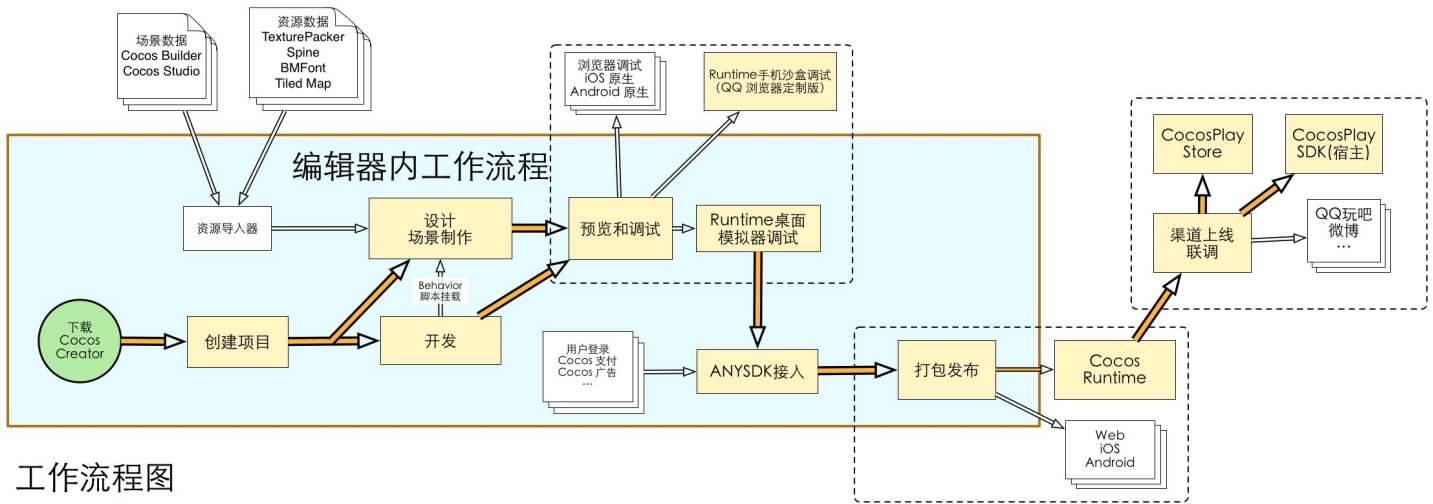 场景数据
Cocos Builder
Cocos Studio
资源数据
TexturePacker
Spine
BMFont
Tiled Map
浏览器调试
iOS 原生
Android 原生
Runtime手机沙盒调试
（QQ 浏览器定制版）
编辑器内工作流程
资源导入器
设计
场景制作
预览和调试
Runtime桌面
模拟器调试
Behavior
脚本挂载
下载
Cocos
Creator
创建项目
开发
用户登录
Cocos 支付
Cocos 广告
...
ANYSDK接入
打包发布
Cocos
Runtime
Web
iOS
Android
CocosPlay
Store
CocosPlay
SDK(宿主)
渠道上线
联调
QQ玩吧
微博
...
工作流程图